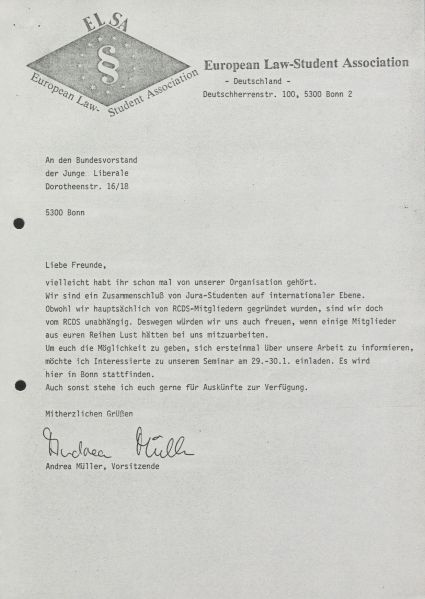 ELSA
§
European Law-Student Association
European Law-Student Association
- Deutschland -
Deutschherrenstr. 100, 5300 Bonn 2
An den Bundesvorstand
der Junge Liberale
Dorotheenstr. 16/18
5300 Bonn
Liebe Freunde,
vielleicht habt ihr schon mal von unserer Organisation gehört.
Wir sind ein Zusammenschluß von Jura-Studenten auf internationaler Ebene.
Obwohl wir hauptsächlich von RCDS-Mitgliedern gegründet wurden, sind wir doch
vom RCDS unabhängig. Deswegen würden wir uns auch freuen, wenn einige Mitglieder
aus euren Reihen Lust hätten bei uns mitzuarbeiten.
Um euch die Möglichkeit zu geben, sich ersteinmal über unsere Arbeit zu informieren,
möchte ich Interessierte zu unserem Seminar am 29.-30.1. einladen. Es wird
hier in Bonn stattfinden.
Auch sonst stehe ich euch gerne für Auskünfte zur Verfügung.
Mitherzlichen Grüßen
Andrea Müller
Andrea Müller, Vorsitzende